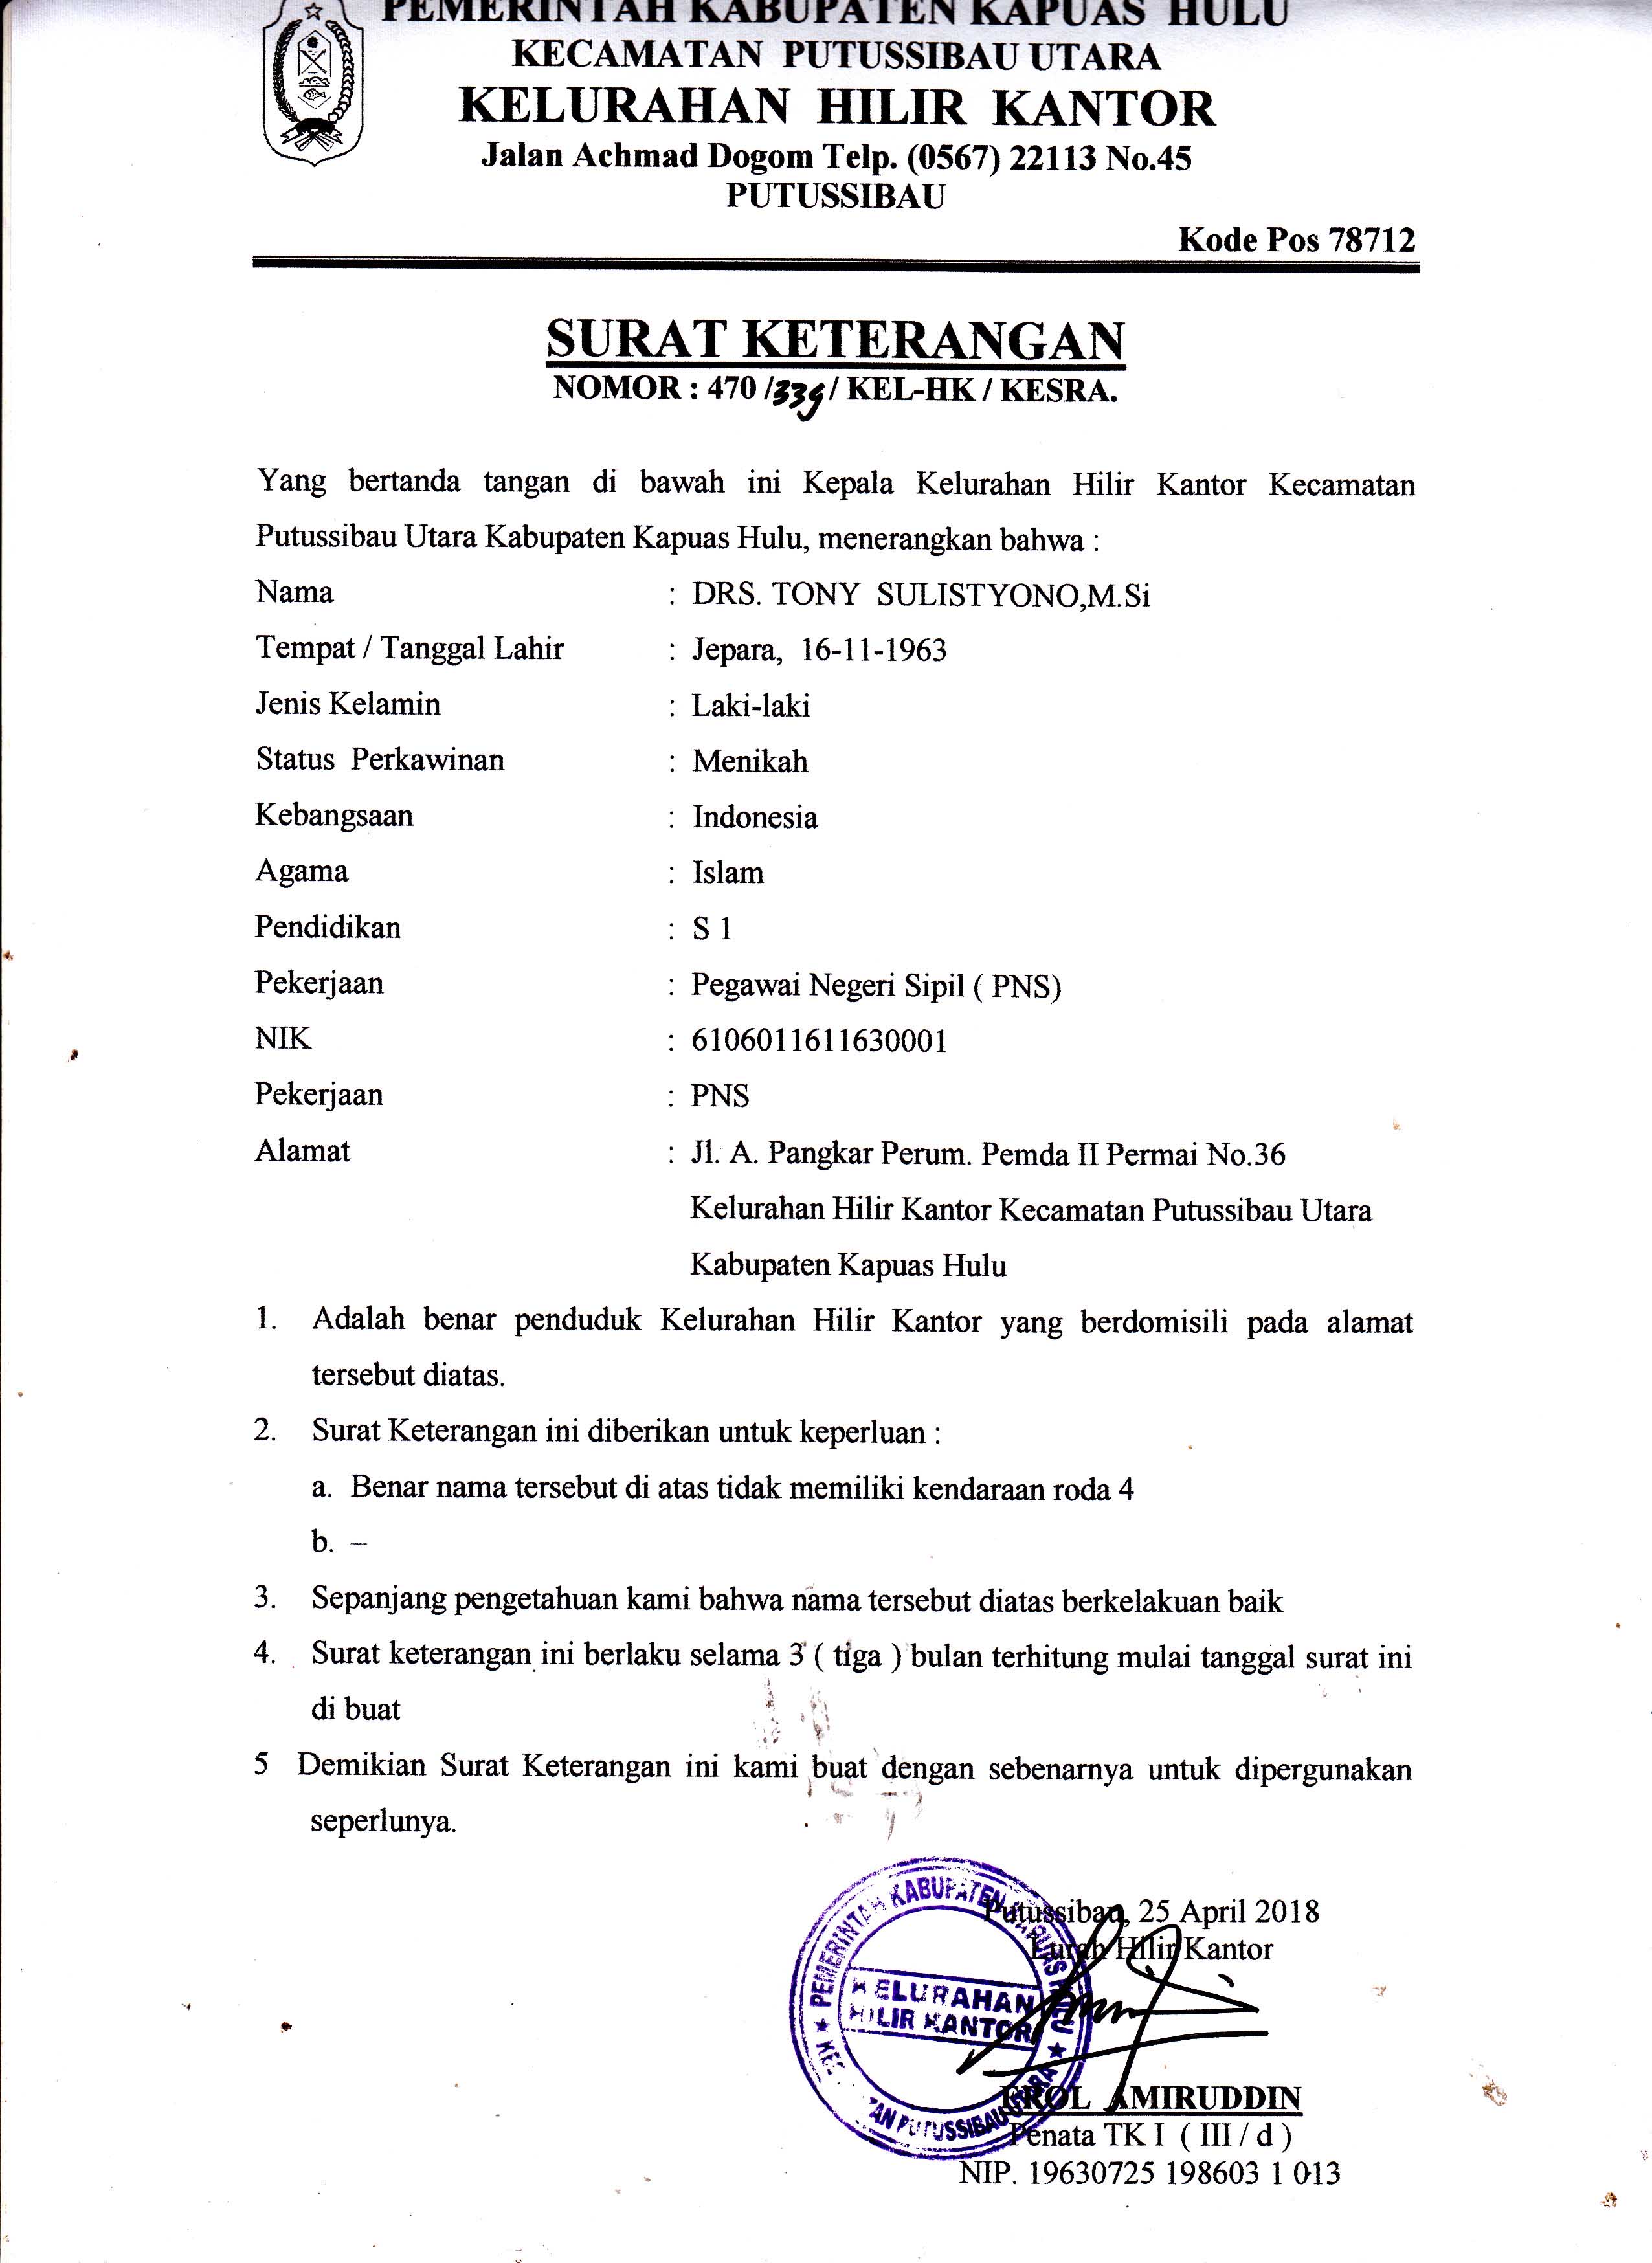 PEMERINTAH KABUPATEN KAPUAS HULU
KECAMATAN PUTUSSIBAU UTARA
KELURAHAN HILIR KANTOR
Jalan Achmad Dogom Telp. (0567) 22113 No.45
PUTUSSIBAU
Kode Pos 78712
SURAT KETERANGAN
NOMOR : 470 /339/ KEL-HK / KESRA.
Yang bertanda tangan di bawah ini Kepala Kelurahan Hilir Kantor Kecamatan
Putussibau Utara Kabupaten Kapuas Hulu, menerangkan bahwa :
Nama : DRS. TONY SULISTYONO,M.Si
Tempat / Tanggal Lahir : Jepara, 16-11-1963
Jenis Kelamin : Laki-laki
Status Perkawinan : Menikah
Kebangsaan : Indonesia
Agama : Islam
Pendidikan : S 1
Pekerjaan : Pegawai Negeri Sipil ( PNS)
NIK : 6106011611630001
Pekerjaan : PNS
Alamat : Jl. A. Pangkar Perum. Pemda II Permai No.36
Kelurahan Hilir Kantor Kecamatan Putussibau Utara
Kabupaten Kapuas Hulu
1. Adalah benar penduduk Kelurahan Hilir Kantor yang berdomisili pada alamat
tersebut diatas.
2. Surat Keterangan ini diberikan untuk keperluan :
a. Benar nama tersebut di atas tidak memiliki kendaraan roda 4
b. –
3. Sepanjang pengetahuan kami bahwa nama tersebut diatas berkelakuan baik
4. Surat keterangan ini berlaku selama 3 ( tiga ) bulan terhitung mulai tanggal surat ini
di buat
5 Demikian Surat Keterangan ini kami buat dengan sebenarnya untuk dipergunakan
seperlunya.
Putussibau, 25 April 2018
Lurah Hilir Kantor
PEMERINTAH KABUPATEN KAPUAS HULU
KELURAHAN
HILIR KANTOR
PUTUSSIBAU UTARA
EROL AMIRUDDIN
Penata TK I ( III / d )
NIP. 19630725 198603 1 013